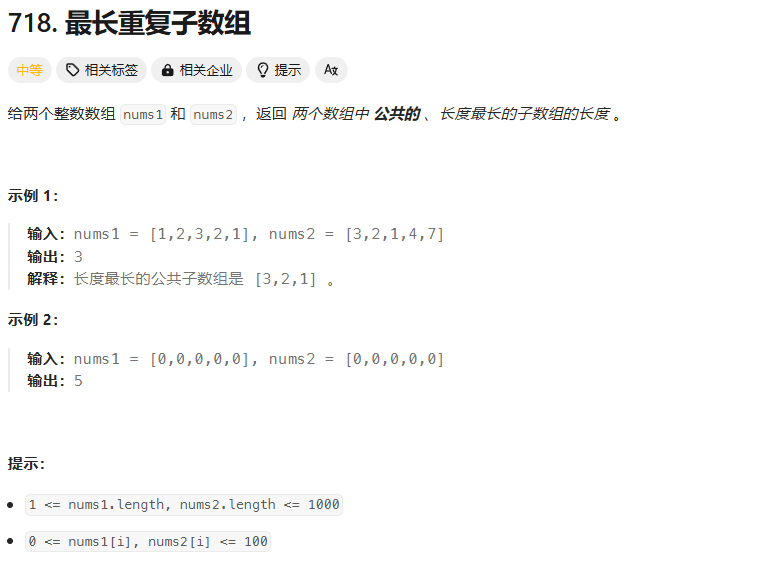 718. 最长重复子数组
中等 相关标签 相关企业 提示 Aあ
给两个整数数组 nums1 和 nums2 ，返回 两个数组中 公共的 、长度最长的子数组的长度 。
示例 1：
输入：nums1 = [1,2,3,2,1], nums2 = [3,2,1,4,7]
输出：3
解释：长度最长的公共子数组是 [3,2,1] 。
示例 2：
输入：nums1 = [0,0,0,0,0], nums2 = [0,0,0,0,0]
输出：5
提示：
1 <= nums1.length, nums2.length <= 1000
0 <= nums1[i], nums2[i] <= 100